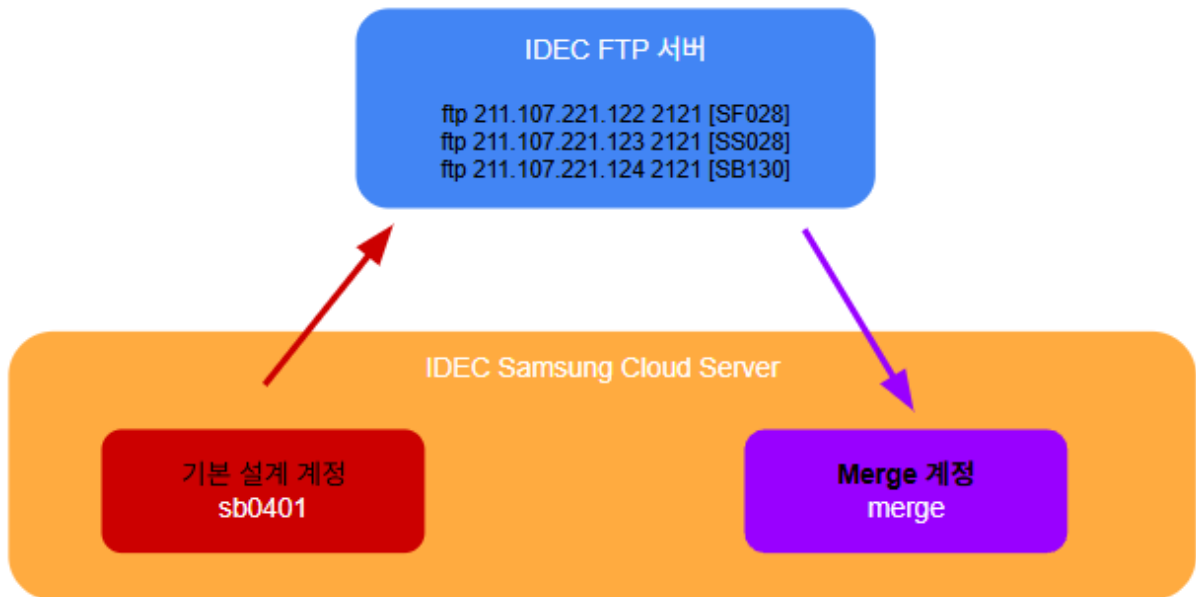 IDEC FTP 서버
ftp 211.107.221.122 2121 [SF028]
ftp 211.107.221.123 2121 [SS028]
ftp 211.107.221.124 2121 [SB130]
IDEC Samsung Cloud Server
기본 설계 계정
sb0401
Merge 계정
merge